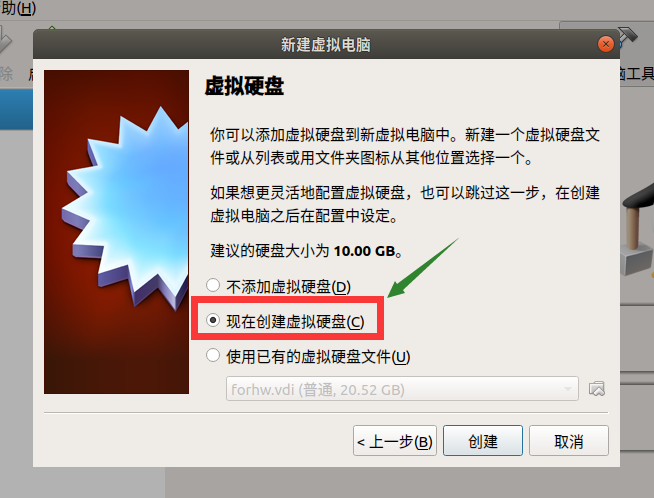 助(H)
新建虚拟电脑
除
脑工具
虚拟硬盘
你可以添加虚拟硬盘到新虚拟电脑中。新建一个虚拟硬盘文
件或从列表或用文件夹图标从其他位置选择一个。
如果想更灵活地配置虚拟硬盘，也可以跳过这一步，在创建
虚拟电脑之后在配置中设定。
建议的硬盘大小为 10.00 GB。
不添加虚拟硬盘(D)
现在创建虚拟硬盘(C)
使用已有的虚拟硬盘文件(U)
forhw.vdi (普通, 20.52 GB)
< 上一步(B)
创建
取消